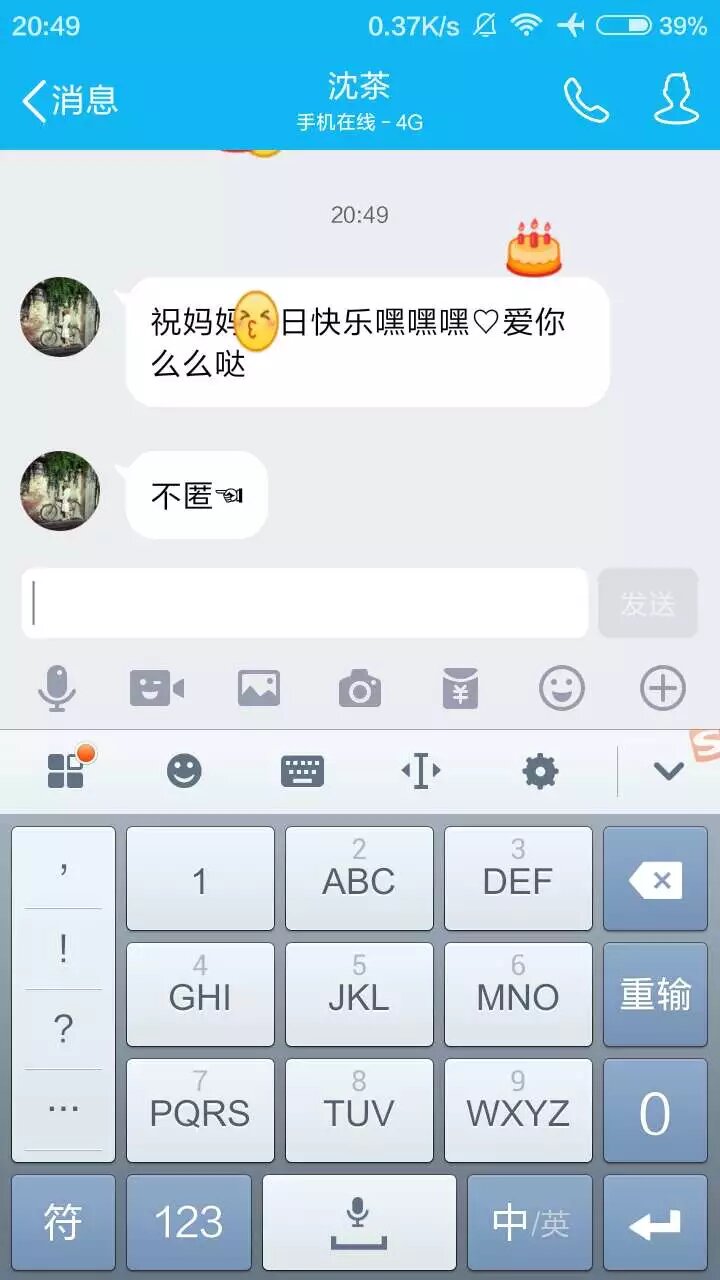 20:49
0.37K/s
39%
消息
沈茶
手机在线 - 4G
20:49
祝妈妈日快乐嘿嘿嘿♡爱你
么么哒
不匿☜
发送
,
1
2
ABC
3
DEF
!
4
GHI
5
JKL
6
MNO
重输
?
7
PQRS
8
TUV
9
WXYZ
0
...
符
123
中/英